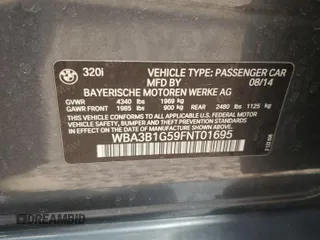 320i
VEHICLE TYPE: PASSENGER CAR
08/14
BAYERISCHE MOTOREN WERKE AG
GVWR 4340 lbs 1969 kg
GAWR FRONT 1985 lbs 900 kg REAR 2480 lbs 1125 kg
THIS VEHICLE CONFORMS TO ALL APPLICABLE U.S. FEDERAL MOTOR
VEHICLE SAFETY, BUMPER, AND THEFT PREVENTION STANDARDS
IN EFFECT ON THE DATE OF MANUFACTURE SHOWN ABOVE.
WBA3B1G59FNT01695
© DREAMBID